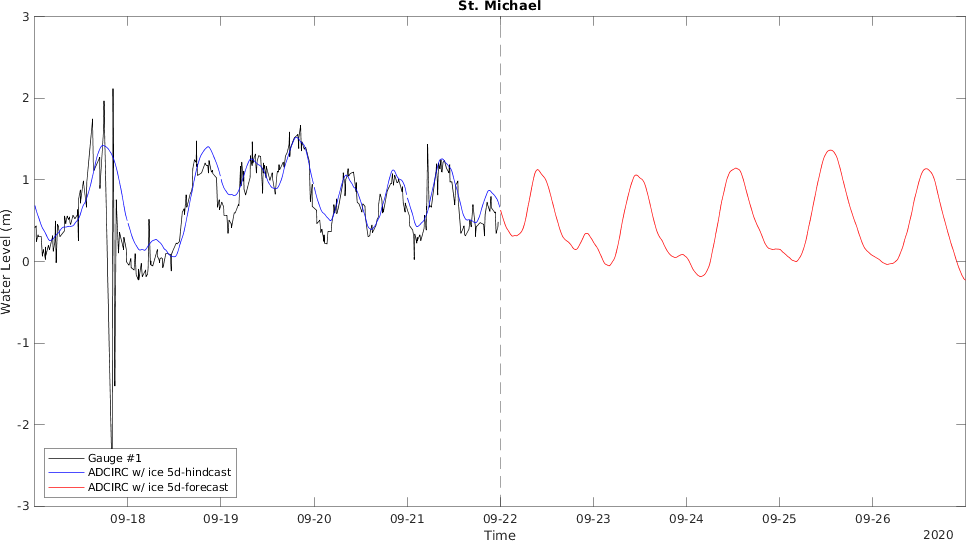 St. Michael
3
2
1
0
-1
-2
-3
Water Level (m)
Gauge #1
ADCIRC w/ ice 5d-hindcast
ADCIRC w/ ice 5d-forecast
09-18 09-19 09-20 09-21 09-22 09-23 09-24 09-25 09-26
Time
2020